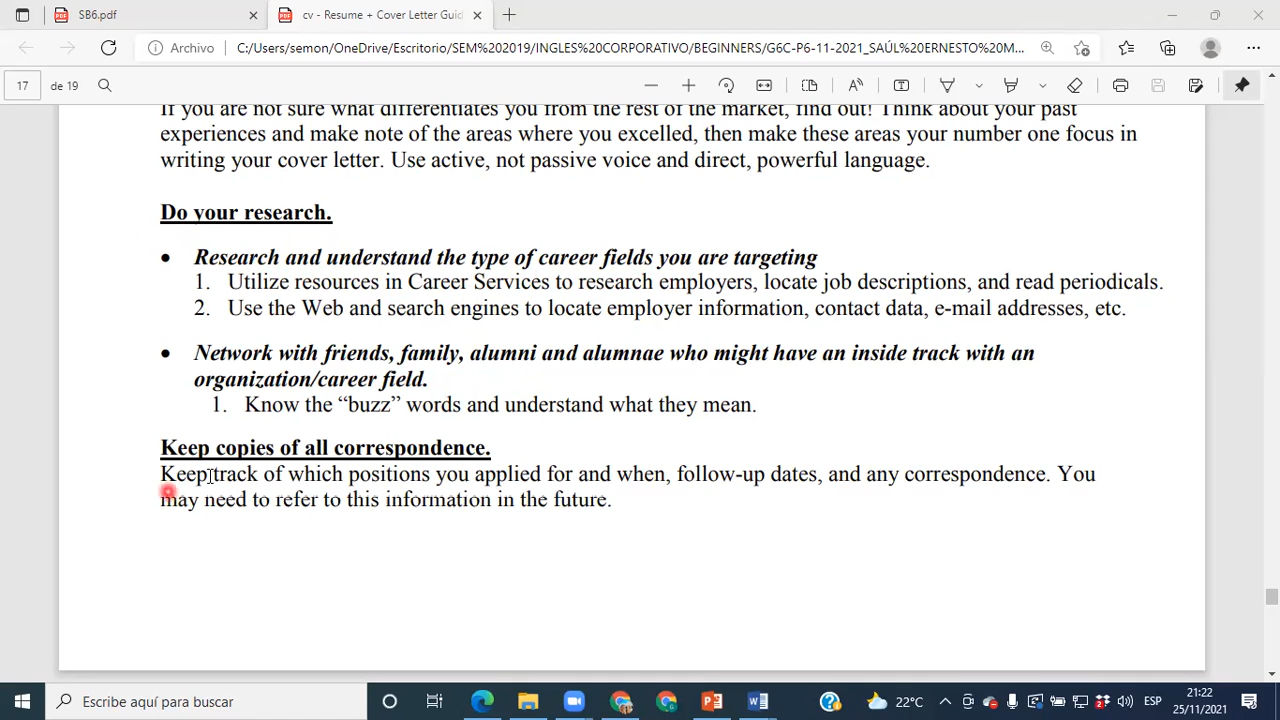 SB6.pdf
cv - Resume + Cover Letter Guid
Archivo
C:/Users/semon/OneDrive/Escritorio/SEM%202019/INGLES%20CORPORATIVO/BEGINNERS/G6C-P6-11-2021_SAÚL%20ERNESTO%20M...
17 de 19
If you are not sure what differentiates you from the rest of the market, find out! Think about your past
experiences and make note of the areas where you excelled, then make these areas your number one focus in
writing your cover letter. Use active, not passive voice and direct, powerful language.
Do your research.
• Research and understand the type of career fields you are targeting
1. Utilize resources in Career Services to research employers, locate job descriptions, and read periodicals.
2. Use the Web and search engines to locate employer information, contact data, e-mail addresses, etc.
• Network with friends, family, alumni and alumnae who might have an inside track with an
organization/career field.
1. Know the “buzz” words and understand what they mean.
Keep copies of all correspondence.
Keep track of which positions you applied for and when, follow-up dates, and any correspondence. You
may need to refer to this information in the future.
Escribe aquí para buscar
22°C
ESP
21:22
25/11/2021